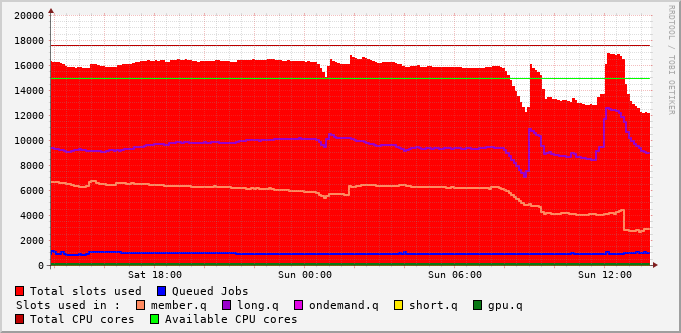 20000
18000
16000
14000
12000
10000
8000
6000
4000
2000
0
Sat 18:00 Sun 00:00 Sun 06:00 Sun 12:00
RRDTOOL / TOBI OETIKER
Total slots used Queued Jobs
Slots used in : member.q long.q ondemand.q short.q gpu.q
Total CPU cores Available CPU cores